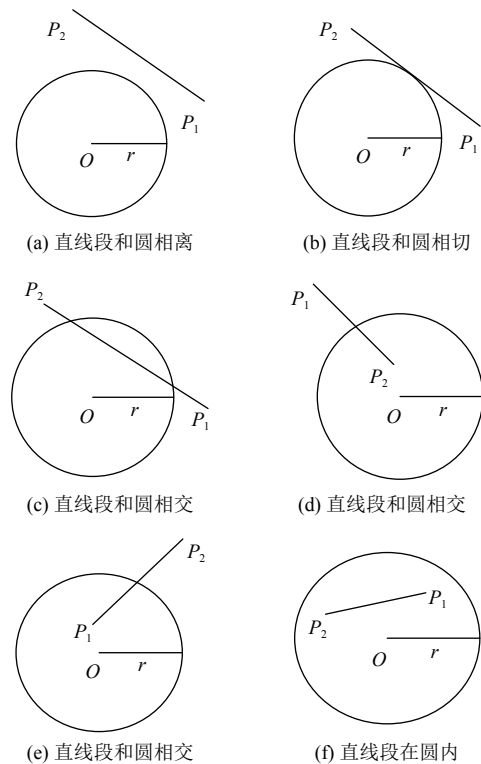 P₂
P₁
O
r
(a) 直线段和圆相离
P₂
P₁
O
r
(b) 直线段和圆相切
P₂
P₁
O
r
(c) 直线段和圆相交
P₁
P₂
O
r
(d) 直线段和圆相交
P₂
P₁
O
r
(e) 直线段和圆相交
P₁
P₂
O
r
(f) 直线段在圆内